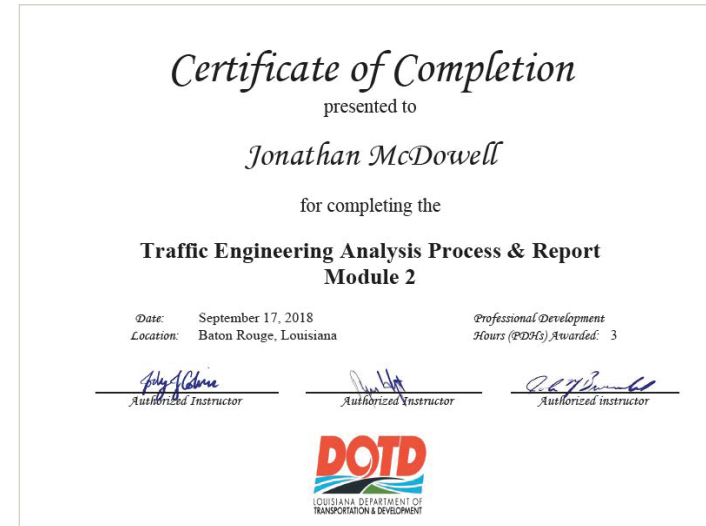 Certificate of Completion
presented to
Jonathan McDowell
for completing the
Traffic Engineering Analysis Process & Report
Module 2
Date: September 17, 2018
Professional Development
Location: Baton Rouge, Louisiana
Hours (PDHs) Awarded: 3
Authorized Instructor
Authorized Instructor
Authorized instructor
DOTD
LOUISIANA DEPARTMENT OF
TRANSPORTATION & DEVELOPMENT